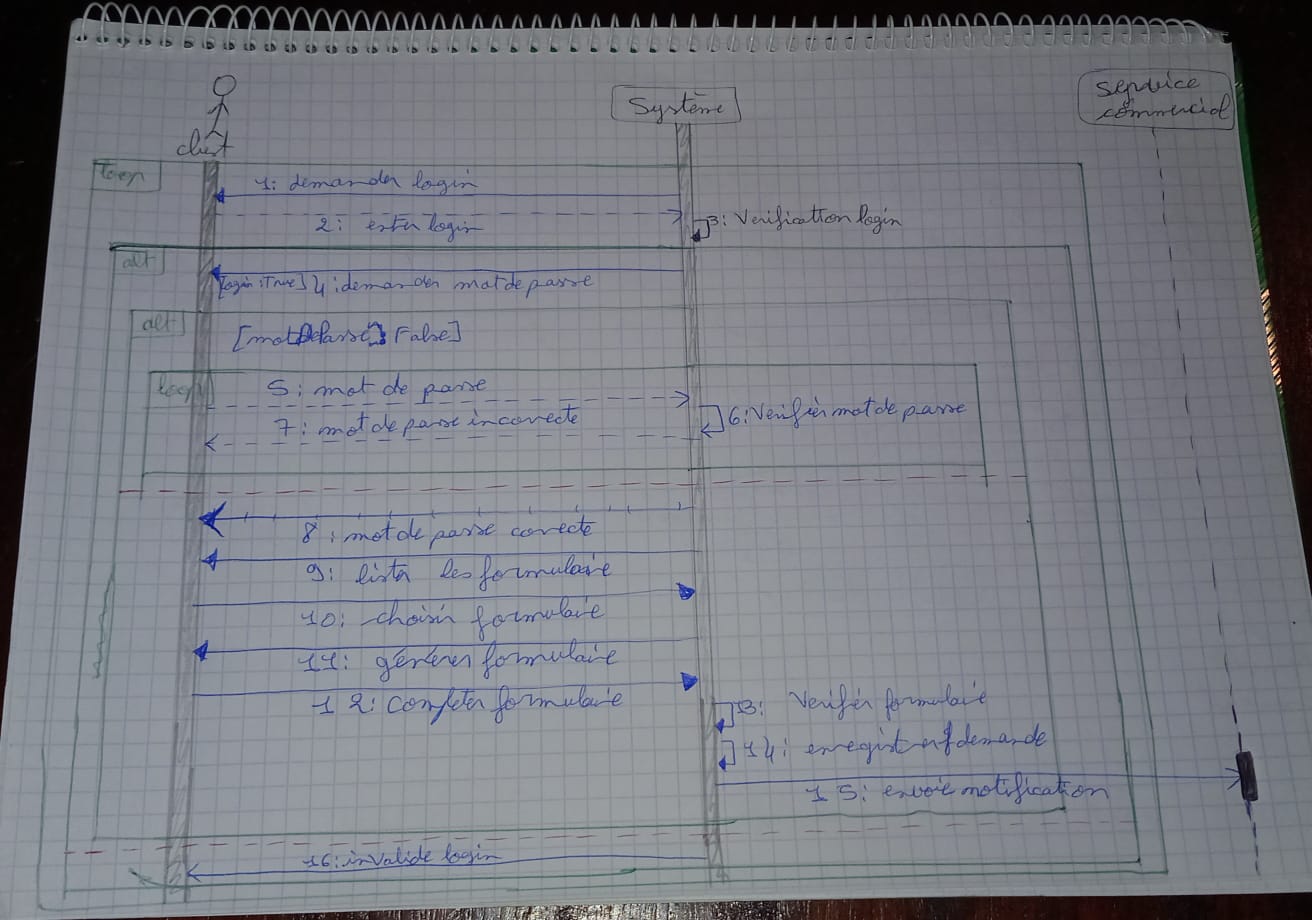 client
Système
Service
commercial
loop
1: demander login
2: entrer login
3: Verification login
alt
[login : True] 4: demander mot de passe
alt
[mot de passe : False]
loop
5: mot de passe
6: Verifier mot de passe
7: mot de passe incorrecte
8: mot de passe correcte
9: lister les formulaire
10: choisir formulaire
11: générer formulaire
12: completer formulaire
13: Verifier formulaire
14: enregistrer demande
15: envoie notification
16: invalide login